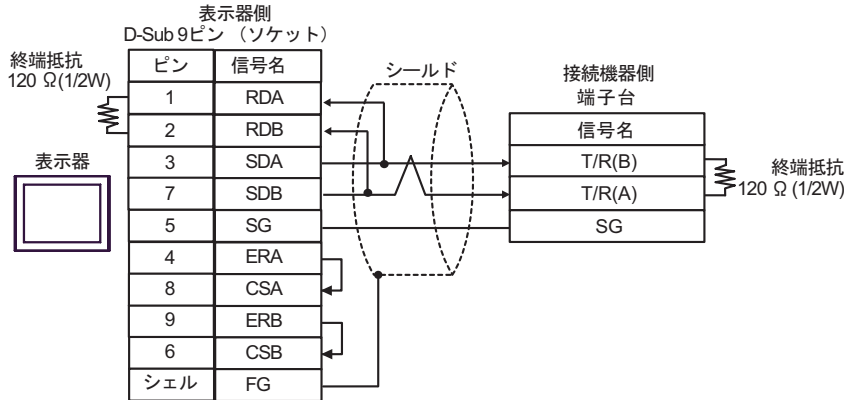 表示器側
D-Sub 9ピン （ソケット）
終端抵抗
120 Ω(1/2W)
ピン 信号名
1 RDA
2 RDB
3 SDA
7 SDB
5 SG
4 ERA
8 CSA
9 ERB
6 CSB
シェル FG
表示器
シールド
接続機器側
端子台
信号名
T/R(B)
T/R(A)
SG
終端抵抗
120 Ω (1/2W)